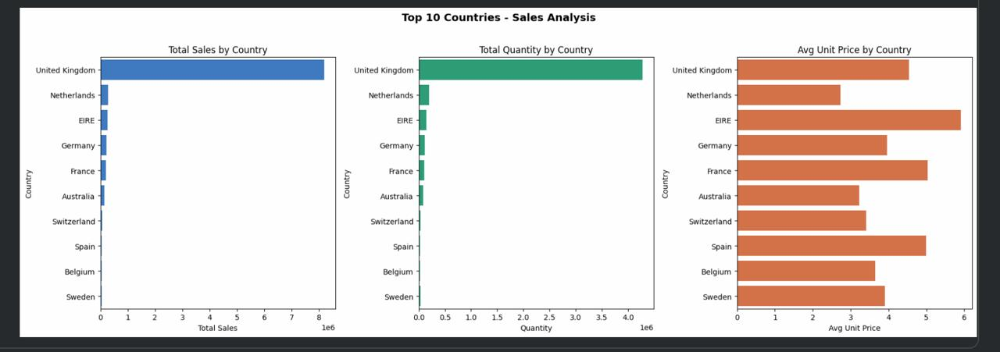 Top 10 Countries - Sales Analysis
Total Sales by Country
Country
United Kingdom
Netherlands
EIRE
Germany
France
Australia
Switzerland
Spain
Belgium
Sweden
0 1 2 3 4 5 6 7 8
1e6
Total Sales
Total Quantity by Country
Country
United Kingdom
Netherlands
EIRE
Germany
France
Australia
Switzerland
Spain
Belgium
Sweden
0.0 0.5 1.0 1.5 2.0 2.5 3.0 3.5 4.0
1e6
Quantity
Avg Unit Price by Country
Country
United Kingdom
Netherlands
EIRE
Germany
France
Australia
Switzerland
Spain
Belgium
Sweden
0 1 2 3 4 5 6
Avg Unit Price